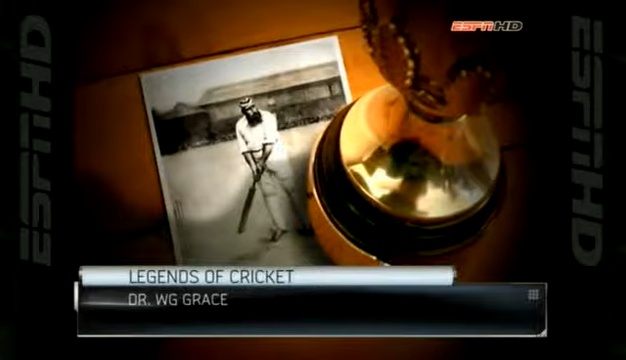 ESPN HD
ESPN HD
ESPN HD
LEGENDS OF CRICKET
DR. WG GRACE